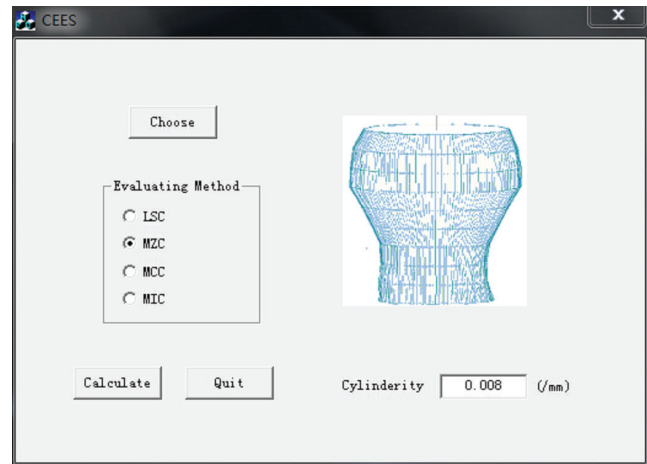 CEES
x
Choose
Evaluating Method
LSC
MZC
MCC
MIC
Calculate Quit Cylinderity 0.008 (/mm)